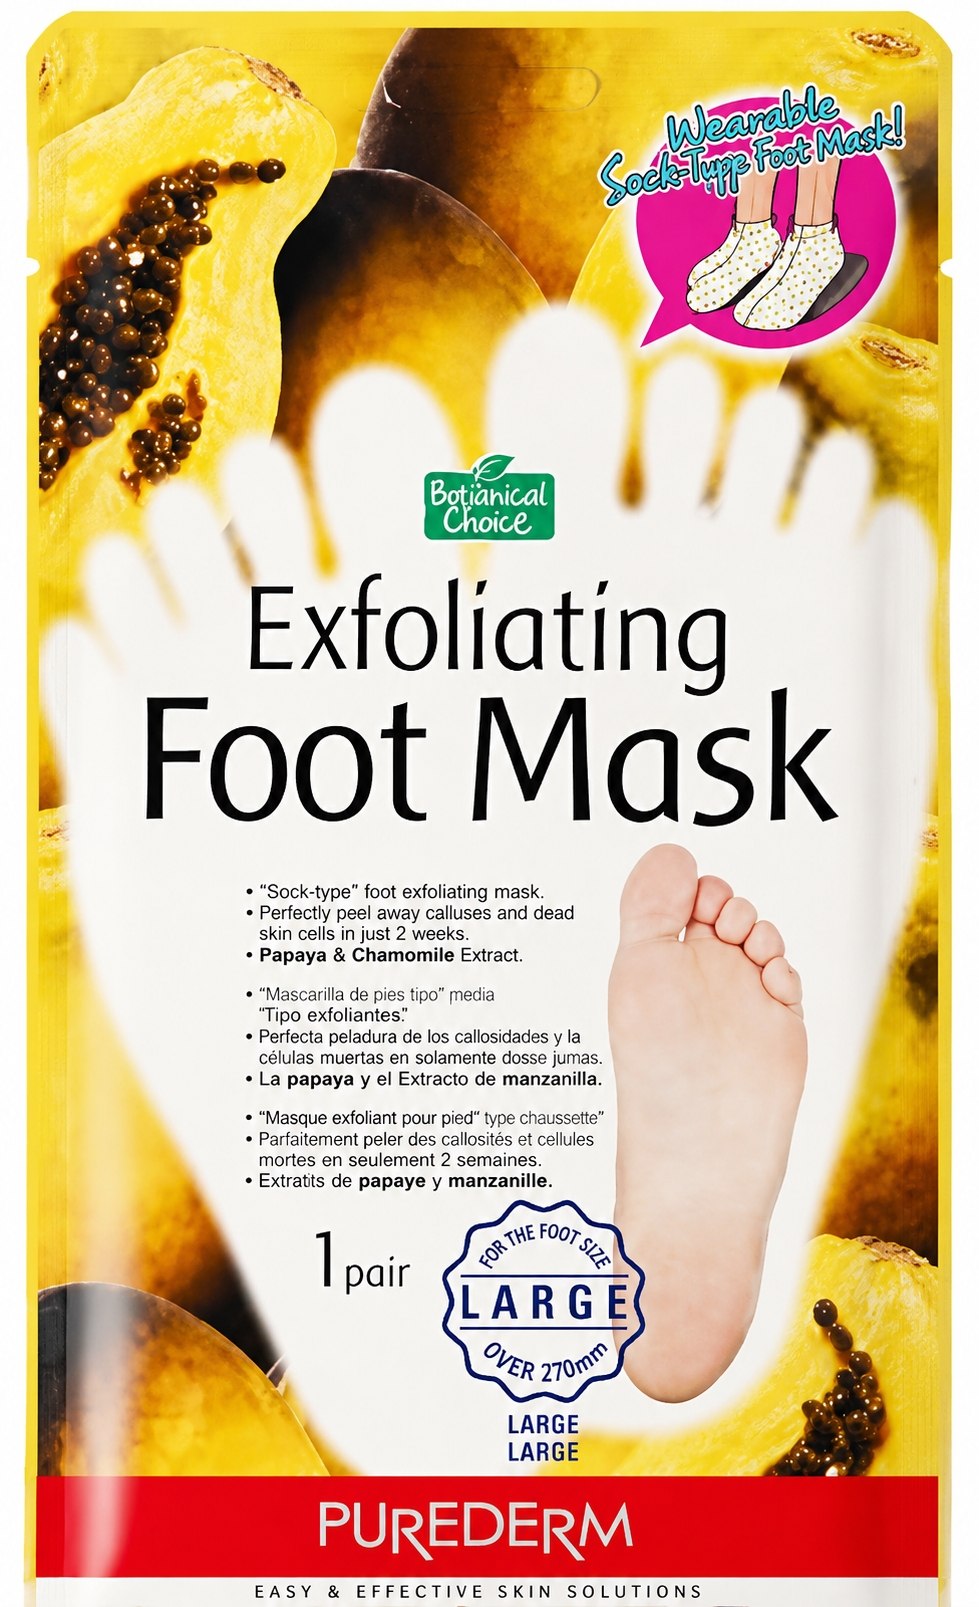 Wearable
Sock-Tupp Foot Mask!
Botianical
Choice
Exfoliating
Foot Mask
• “Sock-type” foot exfoliating mask.
• Perfectly peel away calluses and dead
skin cells in just 2 weeks.
• Papaya & Chamomile Extract.
• “Mascarilla de pies tipo” media
“Tipo exfoliantes.”
• Perfecta peladura de los callosidades y la
células muertas en solamente dosse jumas.
• La papaya y el Extracto de manzanilla.
• “Masque exfoliant pour pied“ type chaussette”
• Parfaitement peler des callosités et cellules
mortes en seulement 2 semaines.
• Extratits de papaye y manzanille.
1 pair
FOR THE FOOT SIZE
LARGE
OVER 270mm
LARGE
LARGE
PUREDERM
EASY & EFFECTIVE SKIN SOLUTIONS